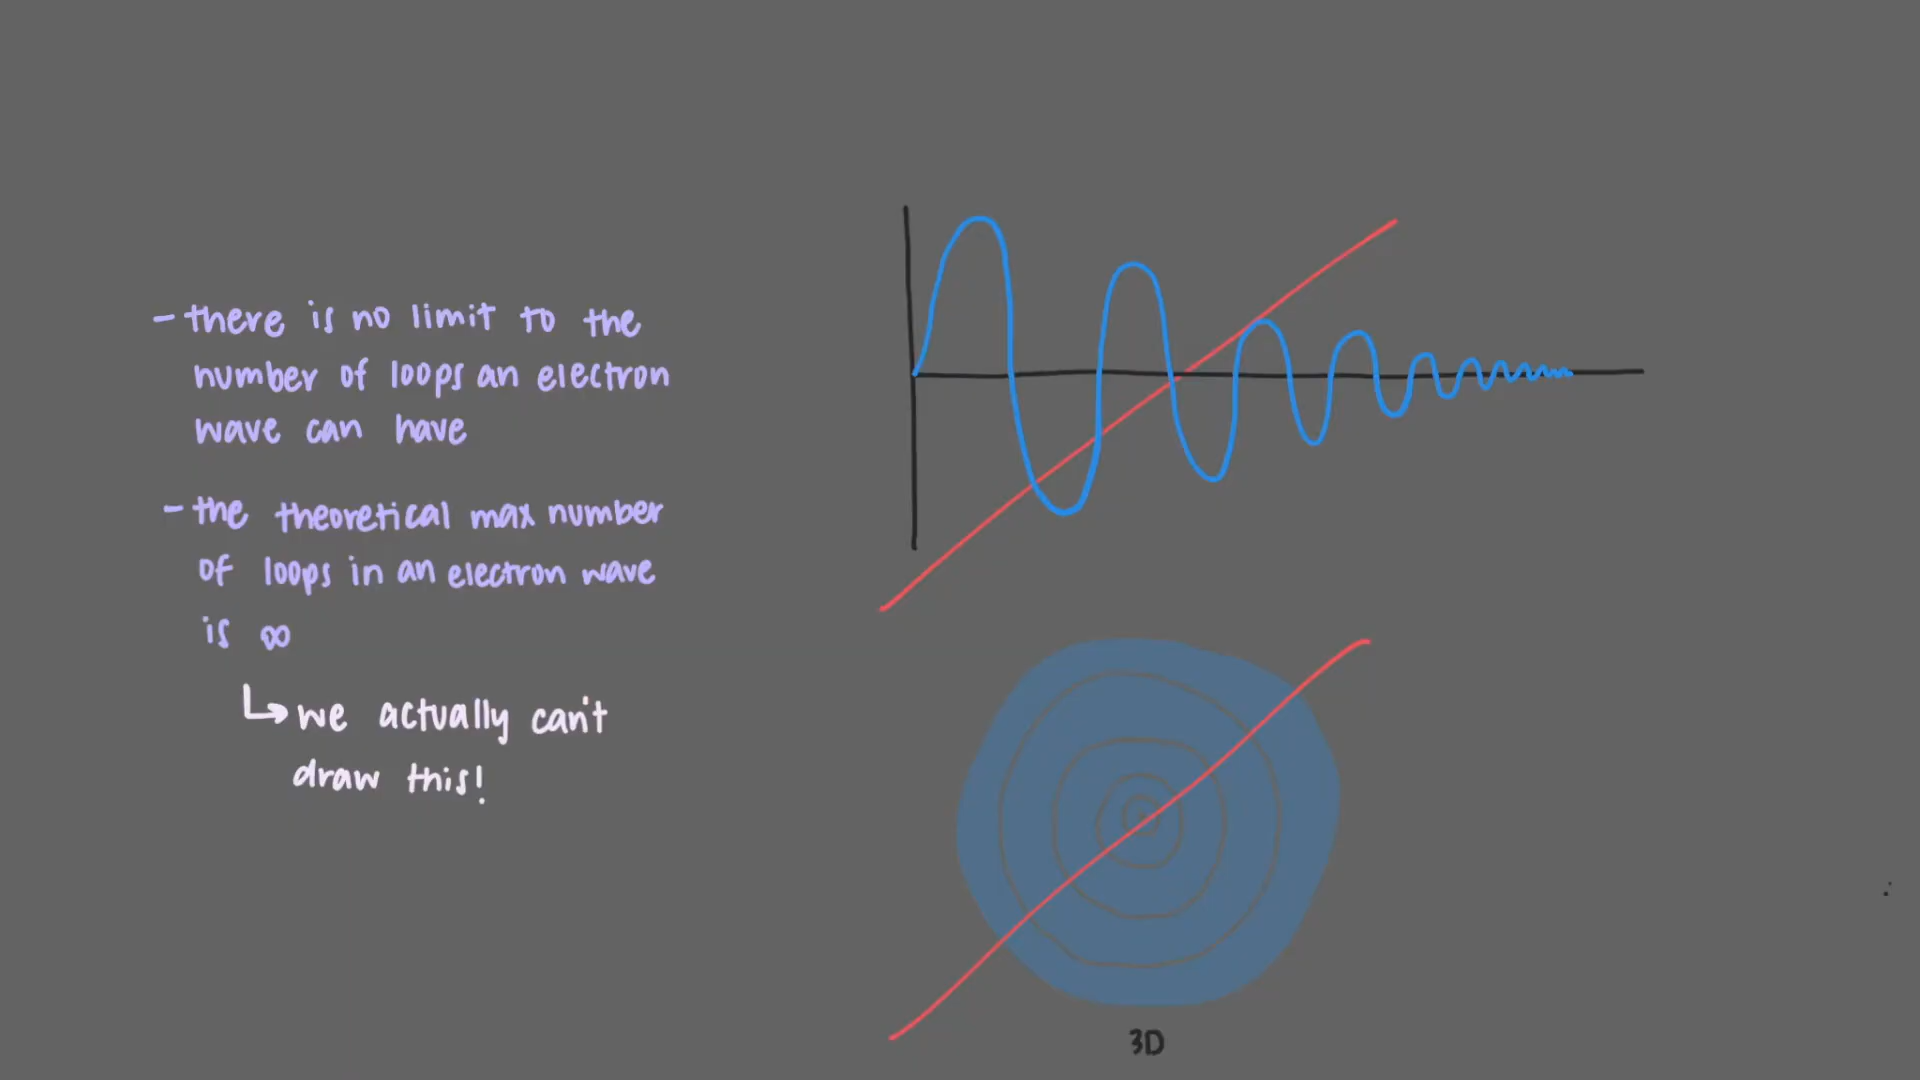 - there is no limit to the
number of loops an electron
wave can have
- the theoretical max number
of loops in an electron wave
is ∞
↳ we actually can't
draw this!
3D